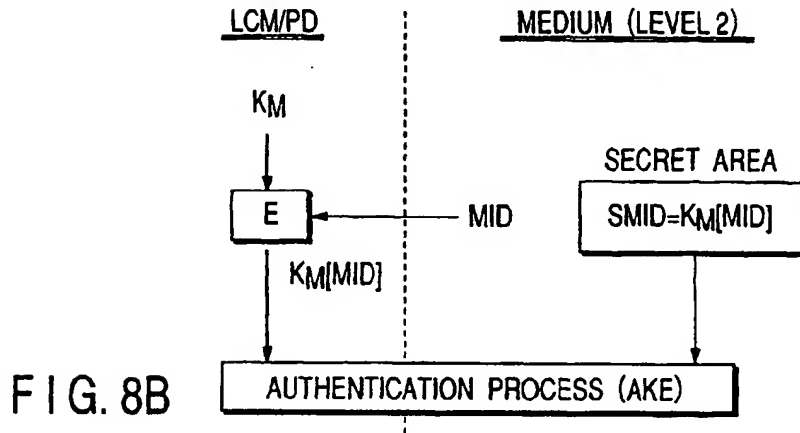 LCM/PD
MEDIUM (LEVEL 2)
KM
SECRET AREA
E
MID
SMID=KM[MID]
KM[MID]
AUTHENTICATION PROCESS (AKE)
FIG. 8B